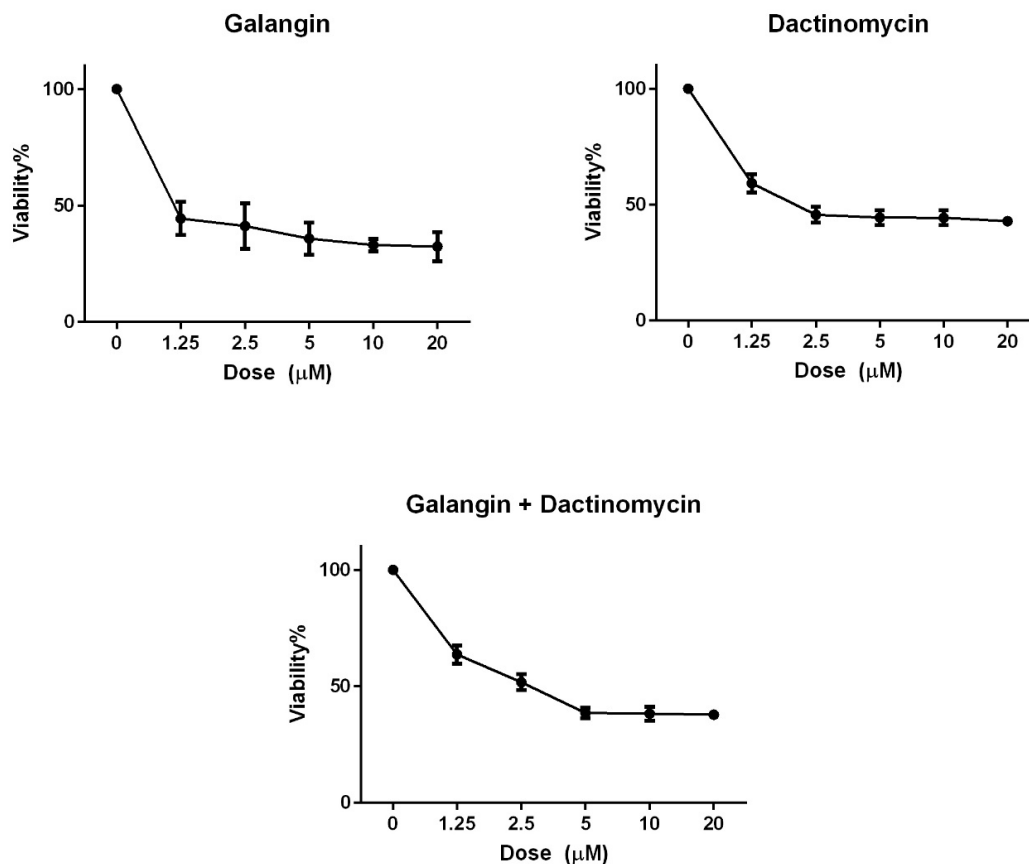 Galangin
Viability%
100
50
0
0 1.25 2.5 5 10 20
Dose (μM)
Dactinomycin
Viability%
100
50
0
0 1.25 2.5 5 10 20
Dose (μM)
Galangin + Dactinomycin
Viability%
100
50
0
0 1.25 2.5 5 10 20
Dose (μM)